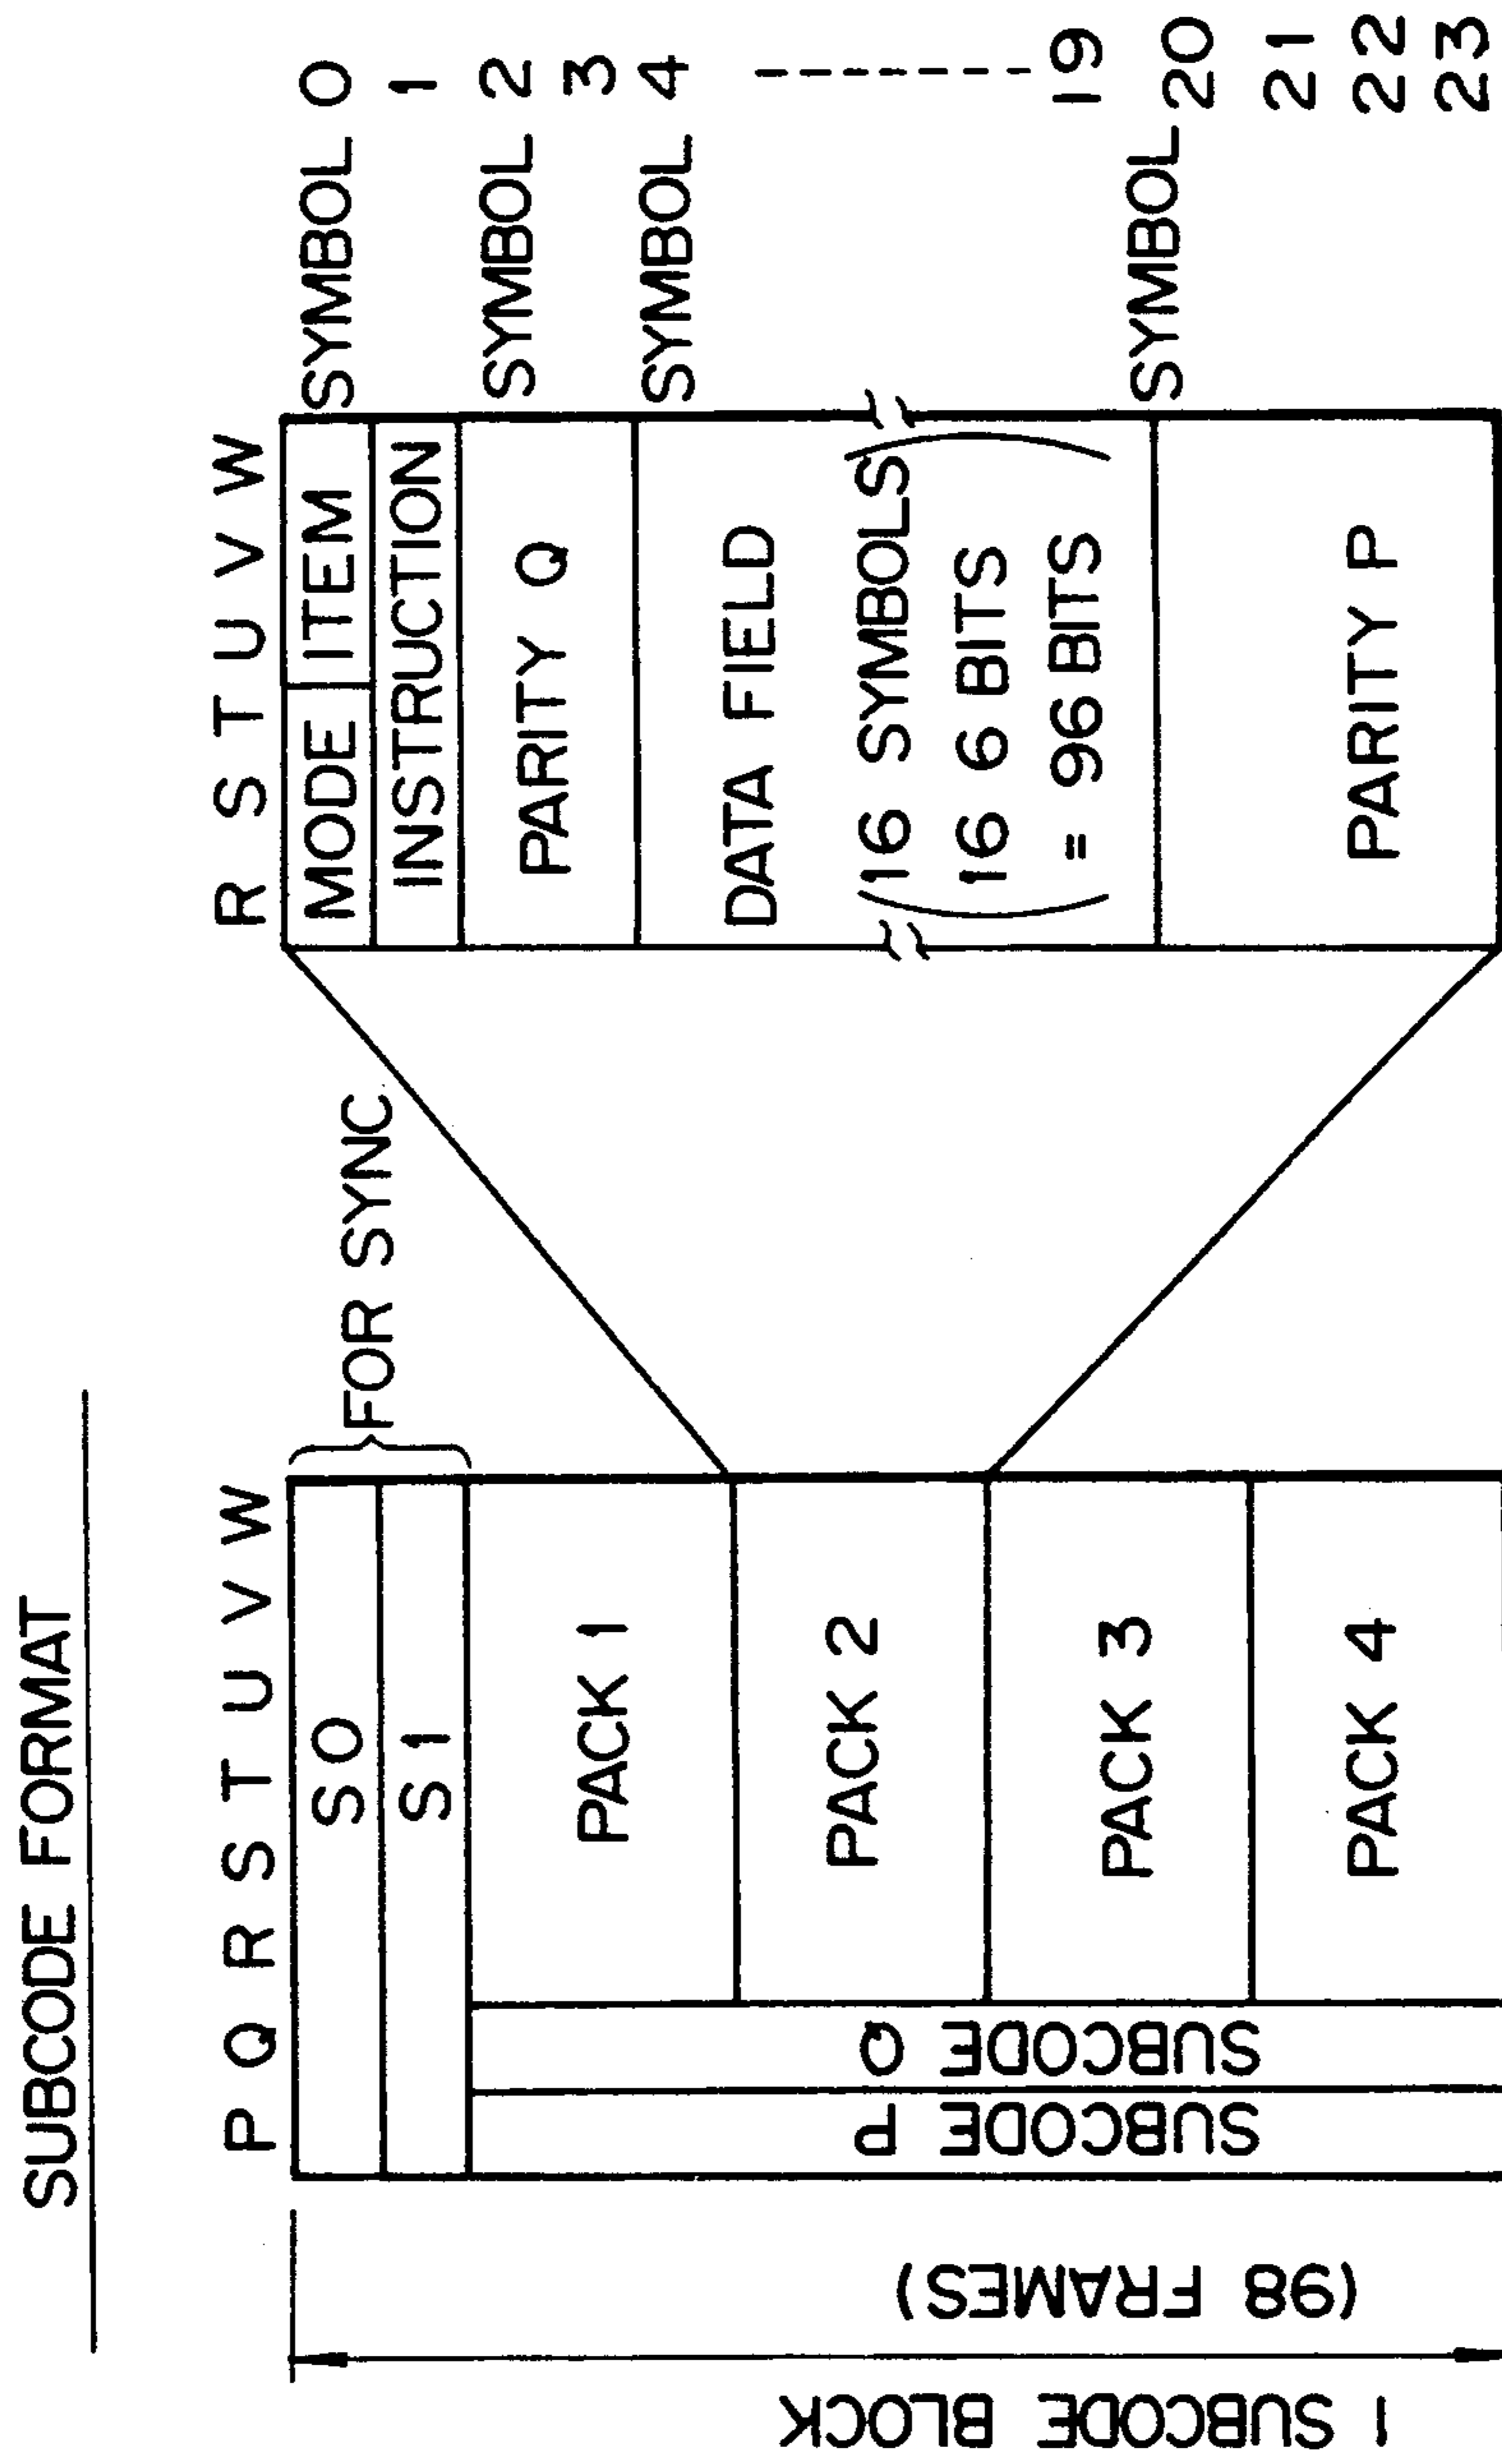 SUBCODE FORMAT
P Q R S T U V W
S0
S1
FOR SYNC
PACK 1
PACK 2
PACK 3
PACK 4
SUBCODE P
SUBCODE Q
1 SUBCODE BLOCK
(98 FRAMES)
R S T U V W
MODE ITEM
INSTRUCTION
PARITY Q
DATA FIELD
(16 SYMBOLS
16 6 BITS
= 96 BITS)
PARITY P
SYMBOL 0
1
SYMBOL 2
3
SYMBOL 4
19
SYMBOL 20
21
22
23